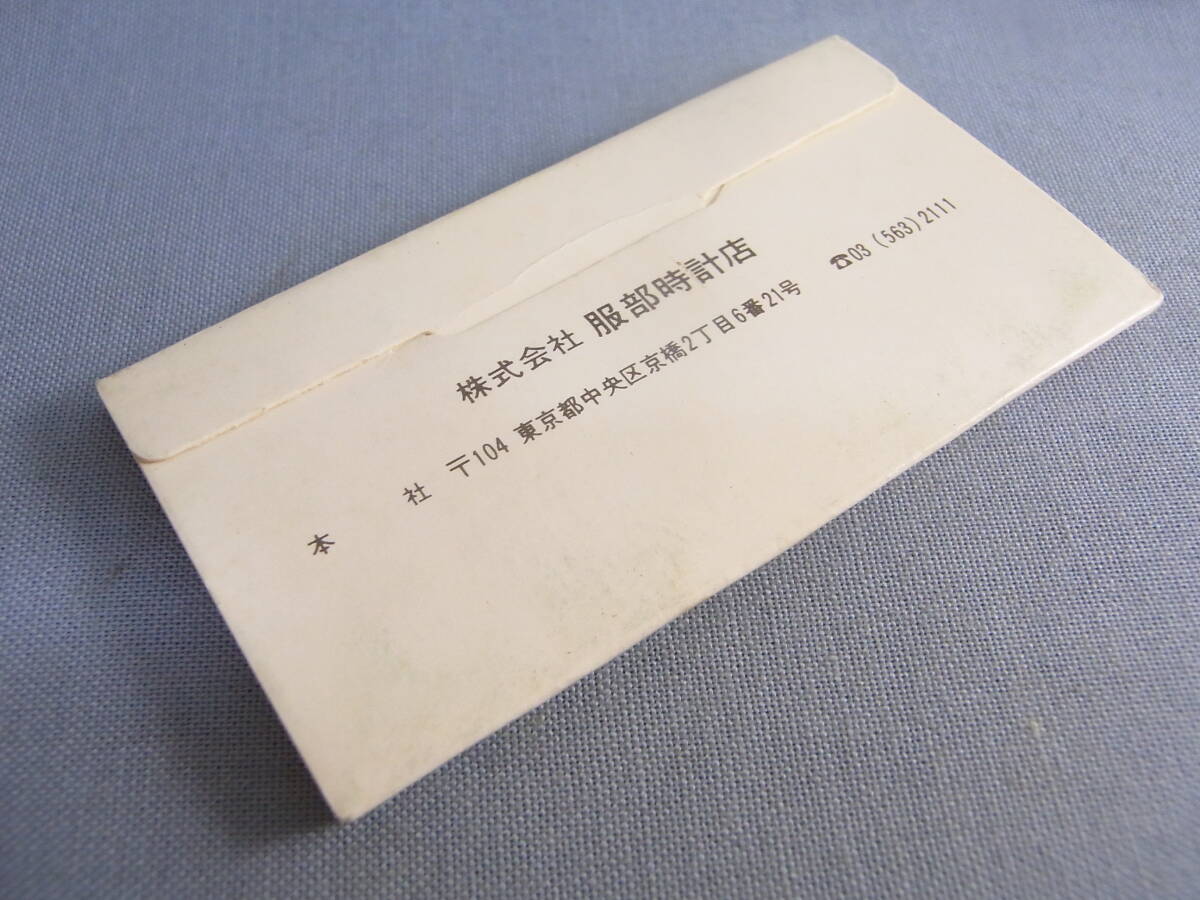 株式会社 服部時計店
本 社 〒104 東京都中央区京橋2丁目6番21号 ☎03 (563) 2111